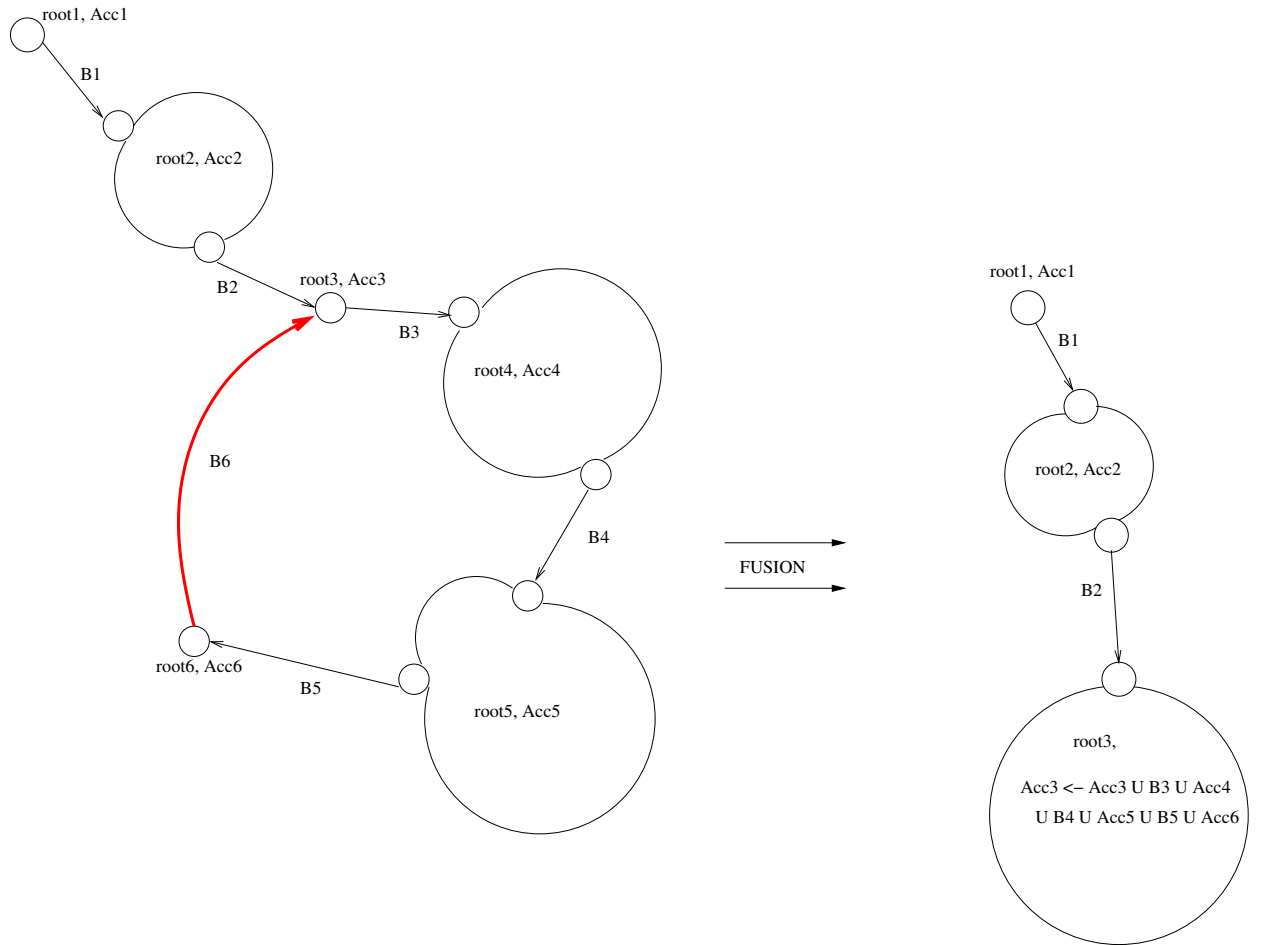 root1, Acc1
B1
root2, Acc2
B2
root3, Acc3
B3
root4, Acc4
B6
B4
root6, Acc6
B5
root5, Acc5
FUSION
root1, Acc1
B1
root2, Acc2
B2
root3,
Acc3 <− Acc3 U B3 U Acc4
U B4 U Acc5 U B5 U Acc6